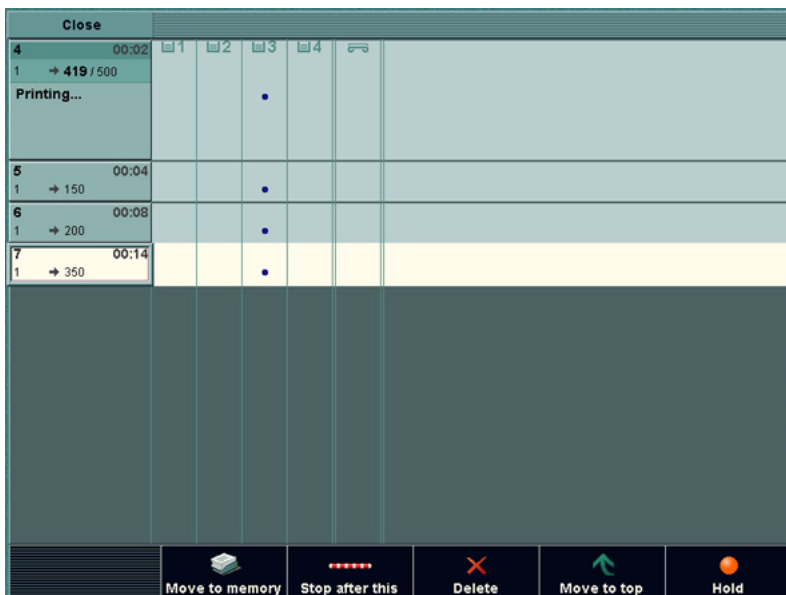 Close
4 00:02 1 2 3 4
1 → 419 / 500
Printing...
5 00:04
1 → 150
6 00:08
1 → 200
7 00:14
1 → 350
Move to memory Stop after this Delete Move to top Hold